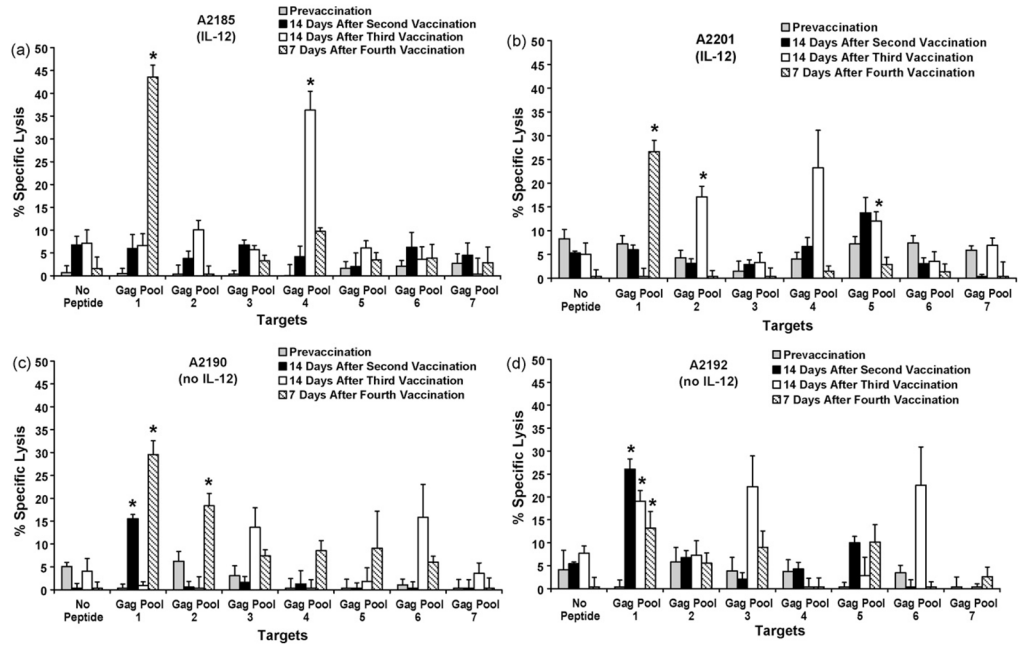 (a)
A2185
(IL-12)
Prevaccination
14 Days After Second Vaccination
14 Days After Third Vaccination
7 Days After Fourth Vaccination
% Specific Lysis
50
45
40
35
30
25
20
15
10
5
0
*
*
No Peptide
Gag Pool 1
Gag Pool 2
Gag Pool 3
Gag Pool 4
Gag Pool 5
Gag Pool 6
Gag Pool 7
Targets
(b)
A2201
(IL-12)
Prevaccination
14 Days After Second Vaccination
14 Days After Third Vaccination
7 Days After Fourth Vaccination
% Specific Lysis
50
45
40
35
30
25
20
15
10
5
0
*
*
*
No Peptide
Gag Pool 1
Gag Pool 2
Gag Pool 3
Gag Pool 4
Gag Pool 5
Gag Pool 6
Gag Pool 7
Targets
(c)
A2190
(no IL-12)
Prevaccination
14 Days After Second Vaccination
14 Days After Third Vaccination
7 Days After Fourth Vaccination
% Specific Lysis
50
45
40
35
30
25
20
15
10
5
0
*
*
*
No Peptide
Gag Pool 1
Gag Pool 2
Gag Pool 3
Gag Pool 4
Gag Pool 5
Gag Pool 6
Gag Pool 7
Targets
(d)
A2192
(no IL-12)
Prevaccination
14 Days After Second Vaccination
14 Days After Third Vaccination
7 Days After Fourth Vaccination
% Specific Lysis
50
45
40
35
30
25
20
15
10
5
0
*
*
*
No Peptide
Gag Pool 1
Gag Pool 2
Gag Pool 3
Gag Pool 4
Gag Pool 5
Gag Pool 6
Gag Pool 7
Targets